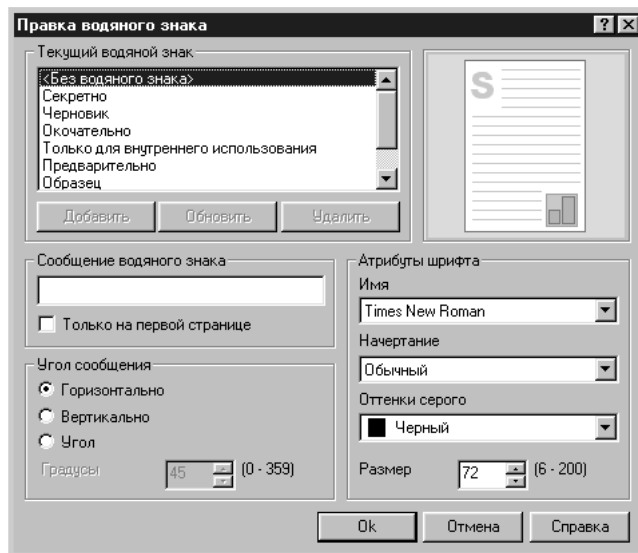 Правка водяного знака
Текущий водяной знак
<Без водяного знака>
Секретно
Черновик
Окочательно
Только для внутреннего использования
Предварительно
Образец
Добавить Обновить Удалить
S
Сообщение водяного знака
Только на первой странице
Угол сообщения
Горизонтально
Вертикально
Угол
Градусы 45 (0 - 359)
Атрибуты шрифта
Имя
Times New Roman
Начертание
Обычный
Оттенки серого
Черный
Размер 72 (6 - 200)
Ok Отмена Справка